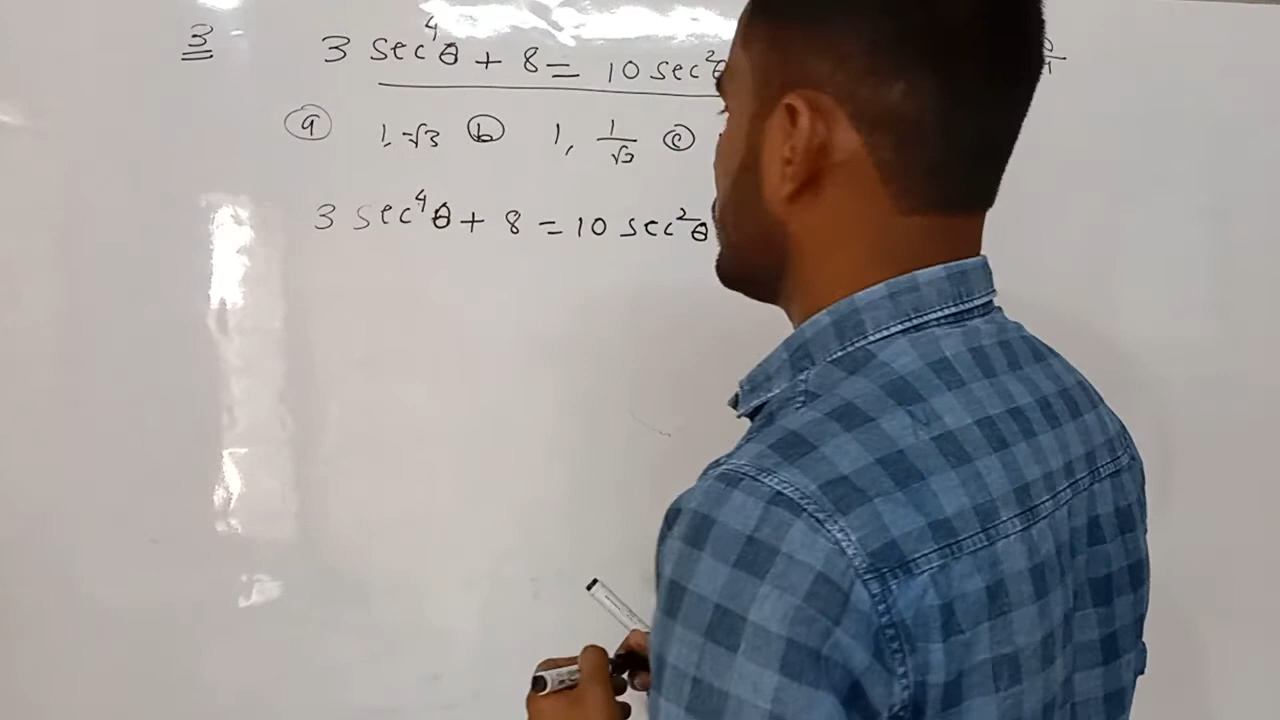 3 3 sec⁴θ + 8 = 10 sec²θ
(a) 1, √3 (b) 1, 1/√3 (c)
3 sec⁴θ + 8 = 10 sec²θ